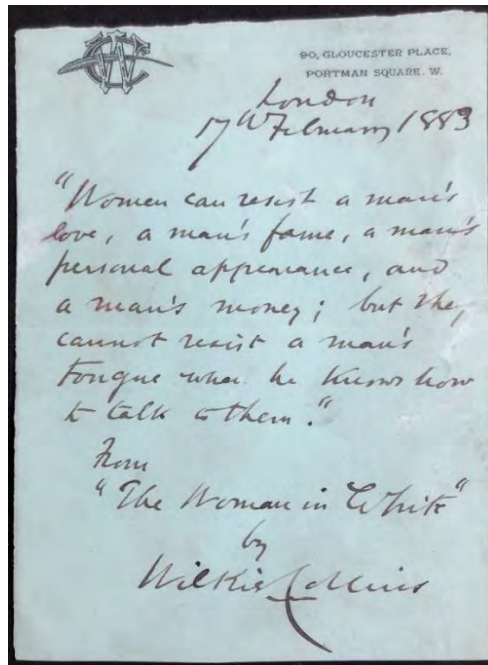 WC
90, GLOUCESTER PLACE,
PORTMAN SQUARE. W.
London
17th February 1883
"Women can resist a man's
love, a man's fame, a man's
personal appearance, and
a man's money; but they
cannot resist a man's
tongue when he knows how
to talk to them."
From
"The Woman in White"
by
Wilkie Collins